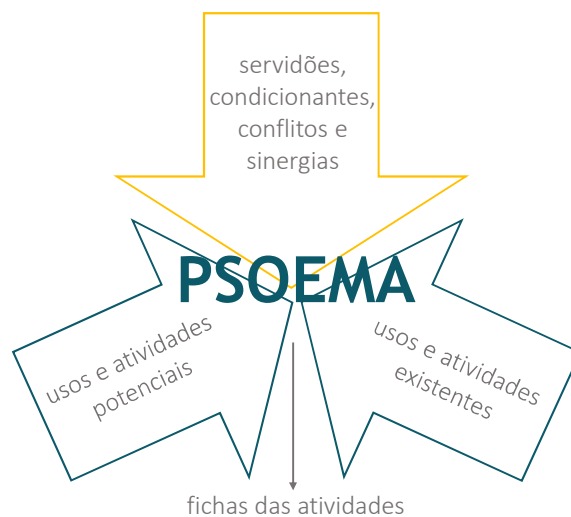 servidões,
condicionantes,
conflitos e
sinergias
PSOEMA
usos e atividades
potenciais
usos e atividades
existentes
fichas das atividades